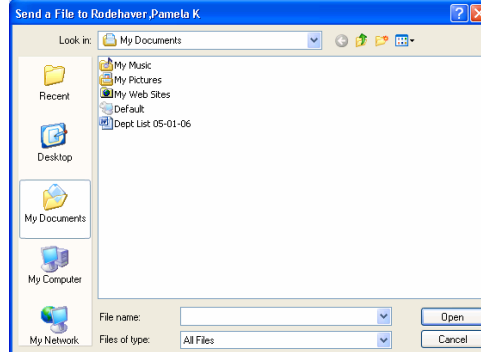 Send a File to Rodehaver,Pamela K
Look in: My Documents
My Music
My Pictures
My Web Sites
Default
Dept List 05-01-06
Recent
Desktop
My Documents
My Computer
My Network
File name:
Open
Files of type: All Files
Cancel